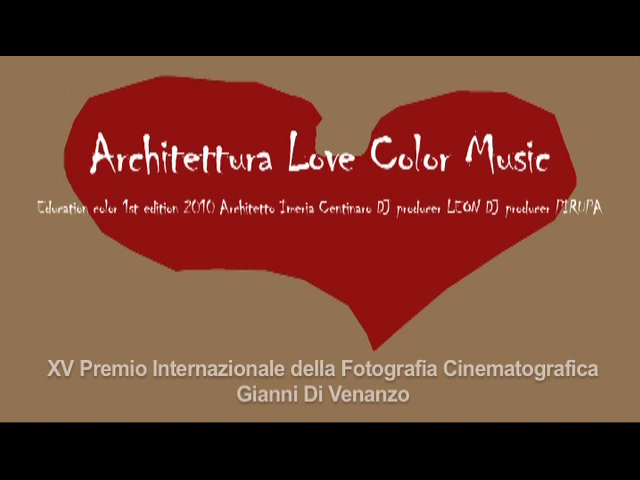 Architettura Love Color Music
Education color 1st edition 2010 Architetto Imeria Centinaro DJ producer LEON DJ producer PIRUPA
XV Premio Internazionale della Fotografia Cinematografica
Gianni Di Venanzo